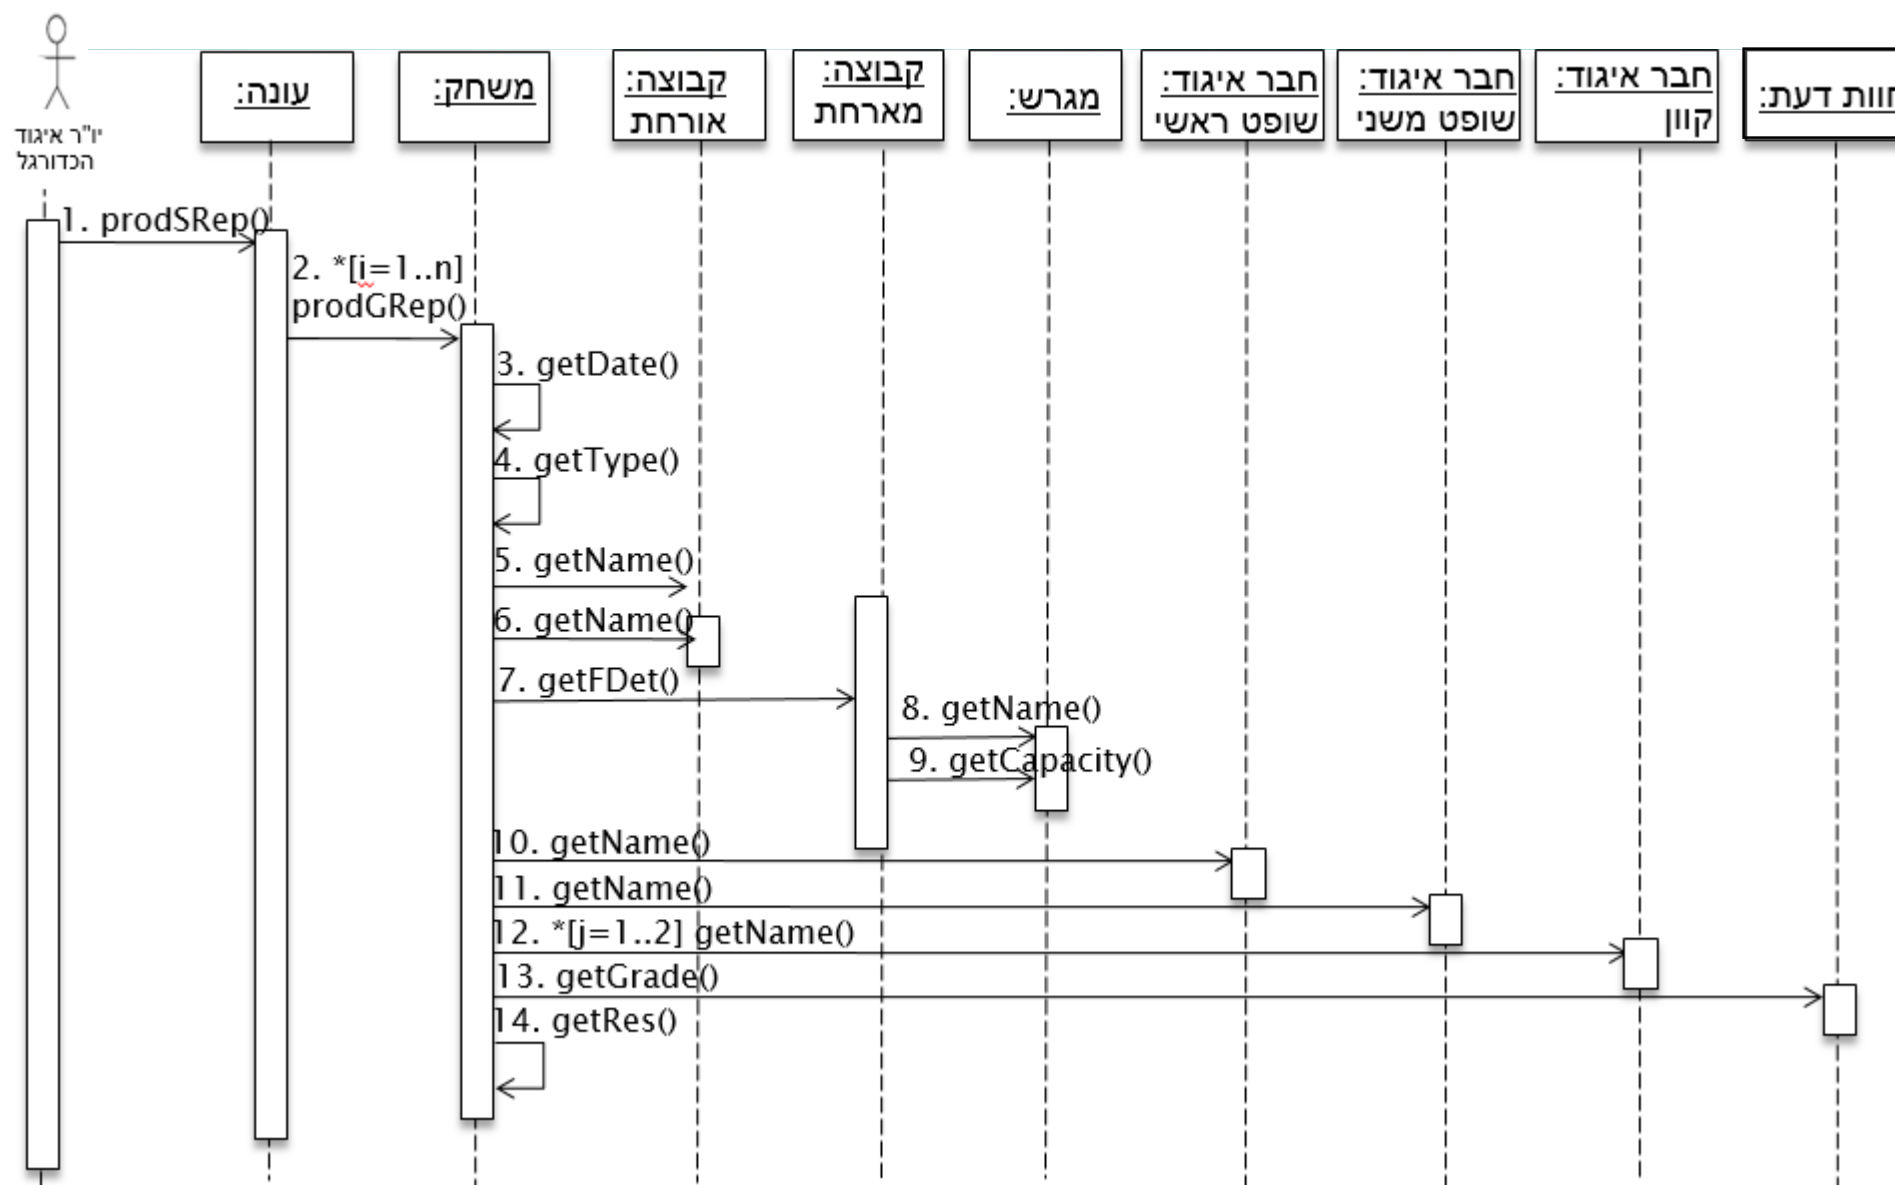 יו"ר איגוד
הכדורגל
עונה:
משחק:
קבוצה:
אורחת
קבוצה:
מארחת
מגרש:
חבר איגוד:
שופט ראשי
חבר איגוד:
שופט משני
חבר איגוד:
קוון
חוות דעת:
1. prodSRep()
2. *[i=1..n]
prodGRep()
3. getDate()
4. getType()
5. getName()
6. getName()
7. getFDet()
8. getName()
9. getCapacity()
10. getName()
11. getName()
12. *[j=1..2] getName()
13. getGrade()
14. getRes()